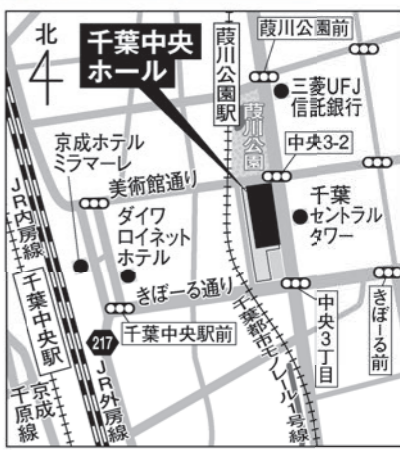 北
千葉中央
ホール
葭川公園駅
葭川公園前
三菱UFJ
信託銀行
葭川公園
中央3-2
京成ホテル
ミラマーレ
美術館通り
ダイワ
ロイネット
ホテル
千葉
セントラル
タワー
JR内房線
千葉中央駅
きぼーる通り
217
千葉中央駅前
中央3丁目
きぼーる前
京成
千原線
JR外房線
千葉都市モノレール1号線